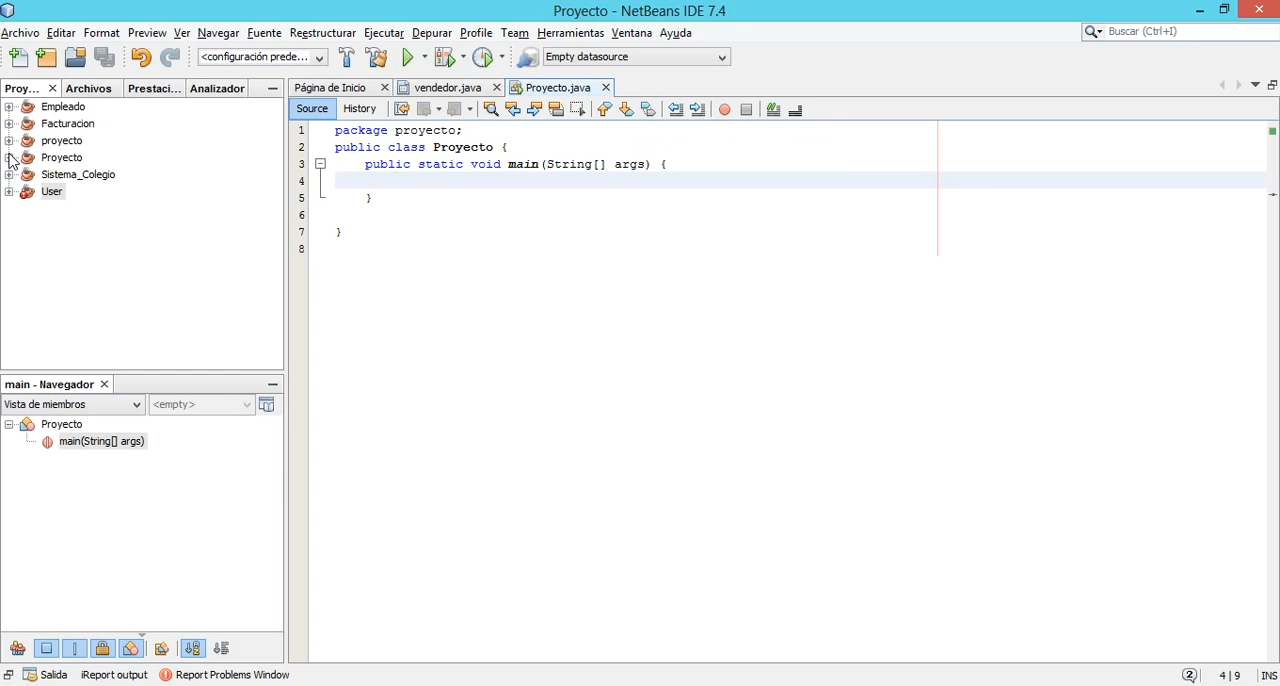 Proyecto - NetBeans IDE 7.4
Archivo Editar Format Preview Ver Navegar Fuente Restructurar Ejecutar Depurar Profile Team Herramientas Ventana Ayuda
Buscar (Ctrl+I)
<configuración prede... Empty datasource
Proy... Archivos Prestaci... Analizador
Página de Inicio vendedor.java Proyecto.java
Source History
Empleado
Facturacion
proyecto
Proyecto
Sistema_Colegio
User
1 package proyecto;
2 public class Proyecto {
3 public static void main(String[] args) {
4
5 }
6
7 }
8
main - Navegador
Vista de miembros <empty>
Proyecto
main(String[] args)
Salida iReport output Report Problems Window
2 4|9 INS